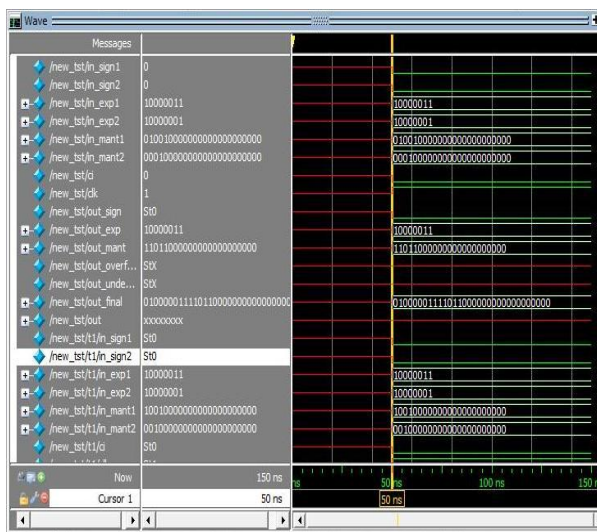 Wave
Messages
/new_tst/in_sign1 0
/new_tst/in_sign2 0
/new_tst/in_exp1 10000011 10000011
/new_tst/in_exp2 10000001 10000001
/new_tst/in_mant1 01001000000000000000000 01001000000000000000000
/new_tst/in_mant2 00010000000000000000000 00010000000000000000000
/new_tst/ci 0
/new_tst/clk 1
/new_tst/out_sign St0
/new_tst/out_exp 10000011 10000011
/new_tst/out_mant 11011000000000000000000 11011000000000000000000
/new_tst/out_overf... StX
/new_tst/out_unde... StX
/new_tst/out_final 01000001111011000000000000000000
/new_tst/out xxxxxxxx
/new_tst/t1/in_sign1 St0
/new_tst/t1/in_sign2 St0
/new_tst/t1/in_exp1 10000011 10000011
/new_tst/t1/in_exp2 10000001 10000001
/new_tst/t1/in_mant1 10010000000000000000000 10010000000000000000000
/new_tst/t1/in_mant2 00100000000000000000000 00100000000000000000000
/new_tst/t1/ci St0
Now 150 ns ns 50 ns 100 ns 150 n
Cursor 1 50 ns 50 ns